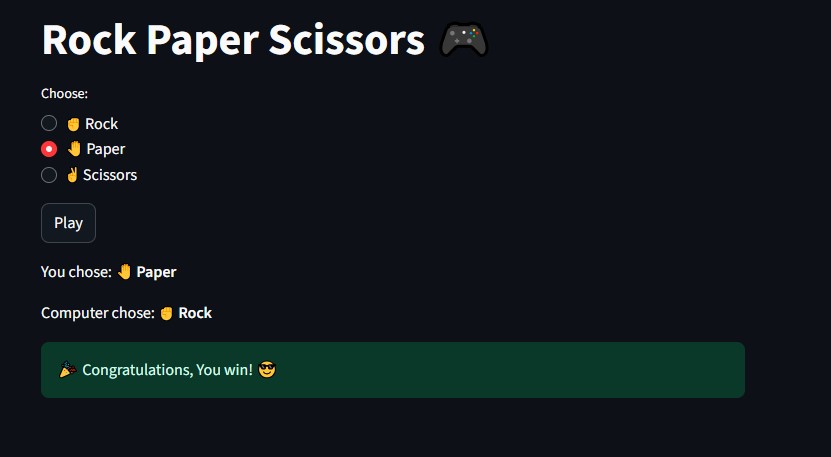 Rock Paper Scissors 🎮
Choose:
✊ Rock
🤚 Paper
✌ Scissors
Play
You chose: 🤚 Paper
Computer chose: ✊ Rock
🎉 Congratulations, You win! 😎